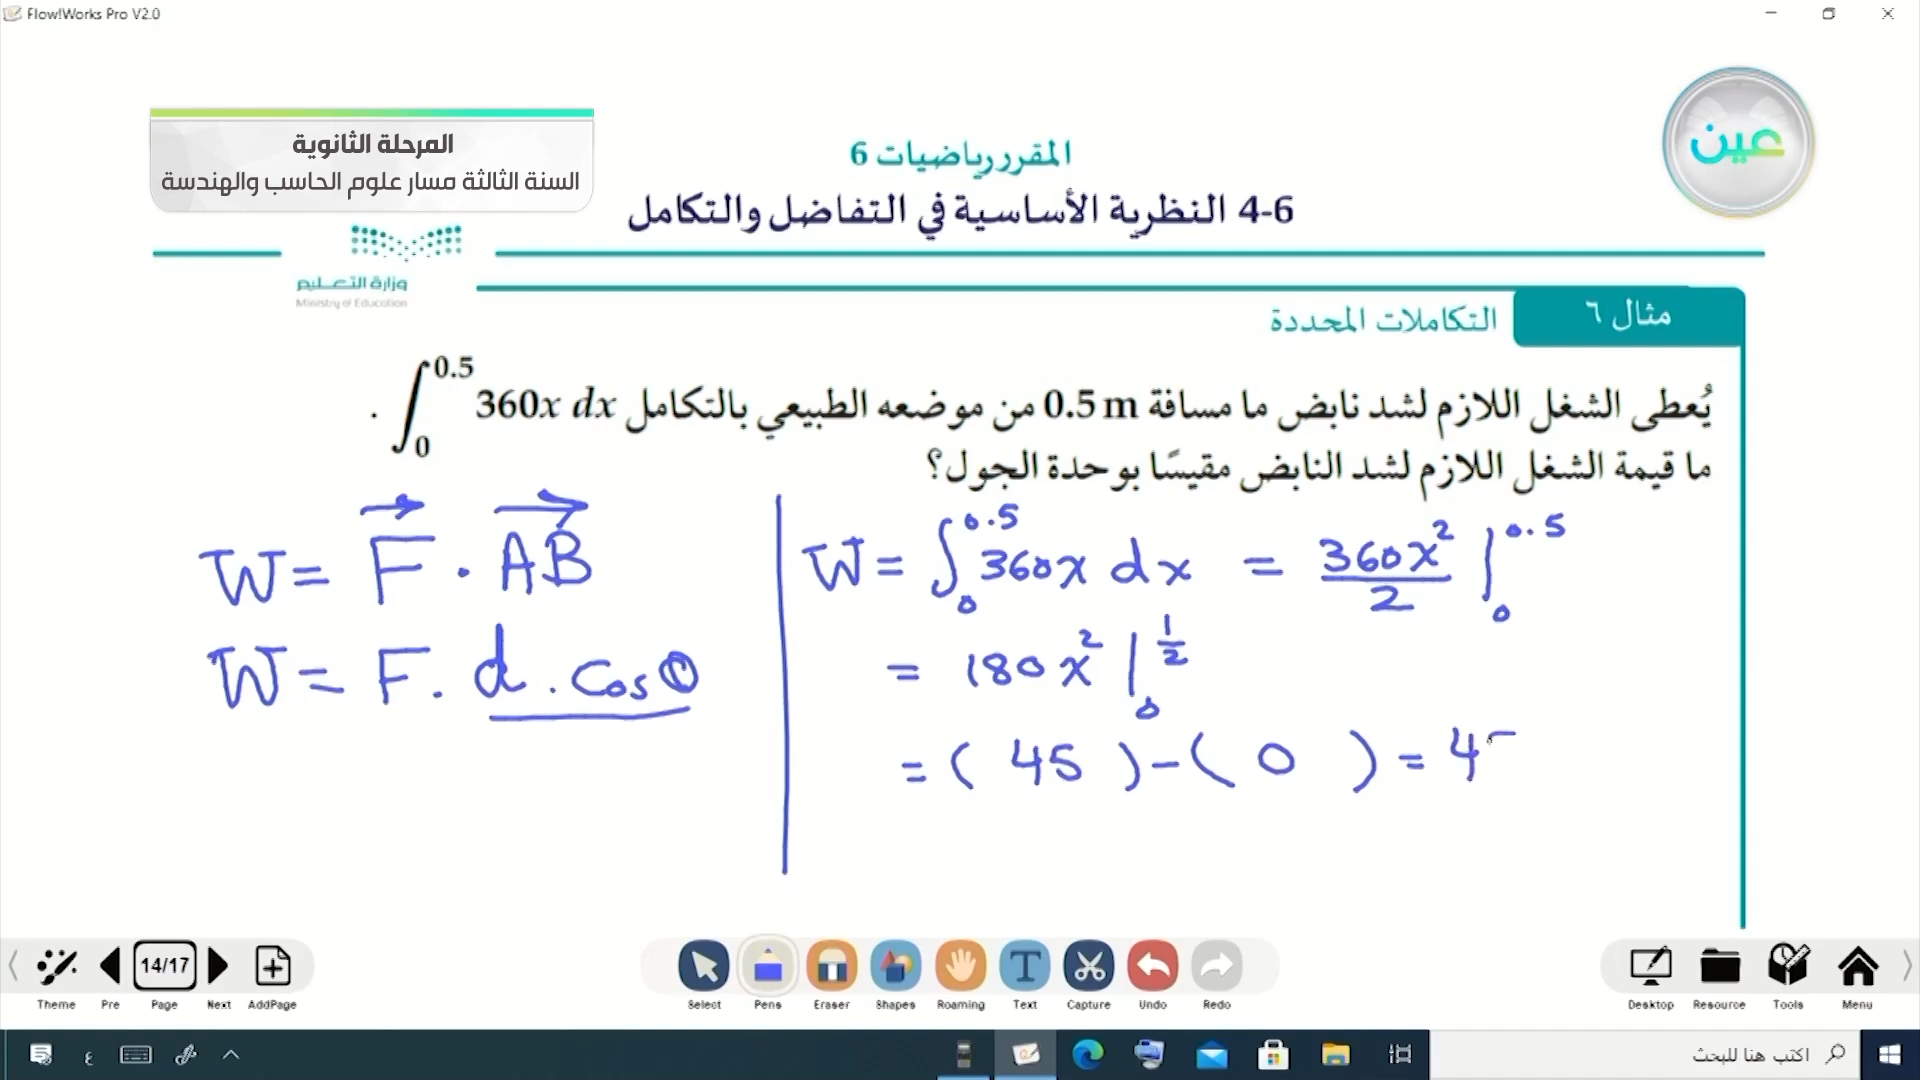 Flow!Works Pro V2.0
عين
المرحلة الثانوية
السنة الثالثة مسار علوم الحاسب والهندسة
المقرر رياضيات 6
4-6 النظرية الأساسية في التفاضل والتكامل
وزارة التعليم
Ministry of Education
مثال ٦
التكاملات المحددة
يُعطى الشغل اللازم لشد نابض ما مسافة 0.5 m من موضعه الطبيعي بالتكامل ∫₀^0.5 360x dx .
ما قيمة الشغل اللازم لشد النابض مقيسًا بوحدة الجول؟
W = F · AB
W = F . d . cos θ
W = ∫₀^0.5 360x dx = 360x²/2 |₀^0.5
= 180x² |₀^1/2
= ( 45 ) − ( 0 ) = 4
Theme Pre 14/17 Page Next AddPage
Select Pens Eraser Shapes Roaming T Text Capture Undo Redo
Desktop Resource Tools Menu
ع
اكتب هنا للبحث